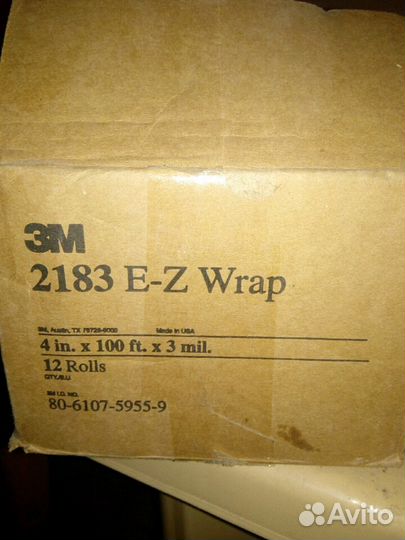 3M
2183 E-Z Wrap
3M, Austin, TX 78726-9000 Made in USA
4 in. x 100 ft. x 3 mil.
12 Rolls
QTY./B.U.
3M I.D. NO.
80-6107-5955-9
Avito